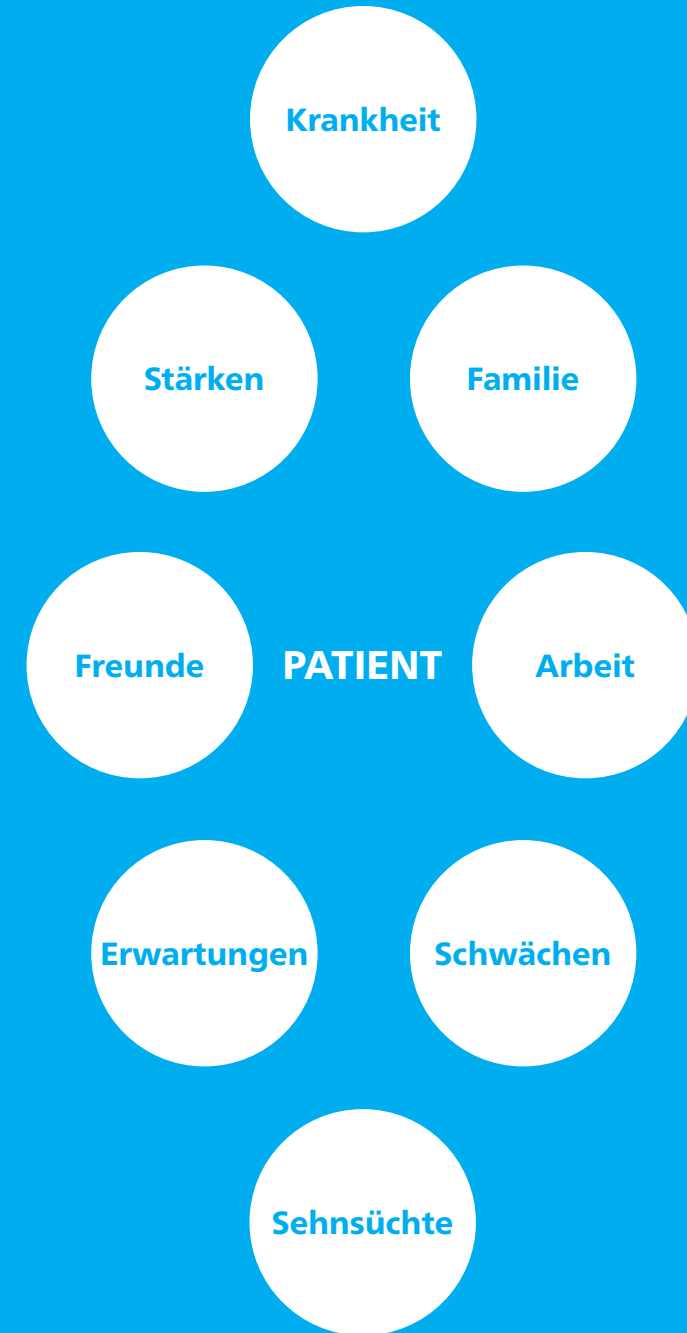 Krankheit
Stärken
Familie
Freunde
PATIENT
Arbeit
Erwartungen
Schwächen
Sehnsüchte